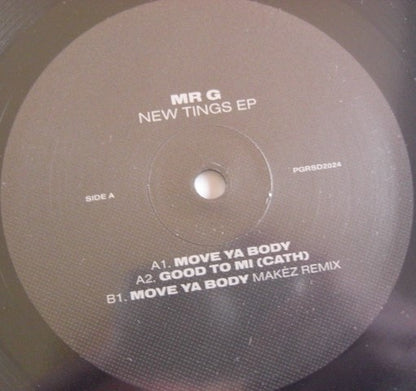 MR G
NEW TINGS EP
SIDE A
PGRSD2024
A1. MOVE YA BODY
A2. GOOD TO MI (CATH)
B1. MOVE YA BODY MAKÈZ REMIX